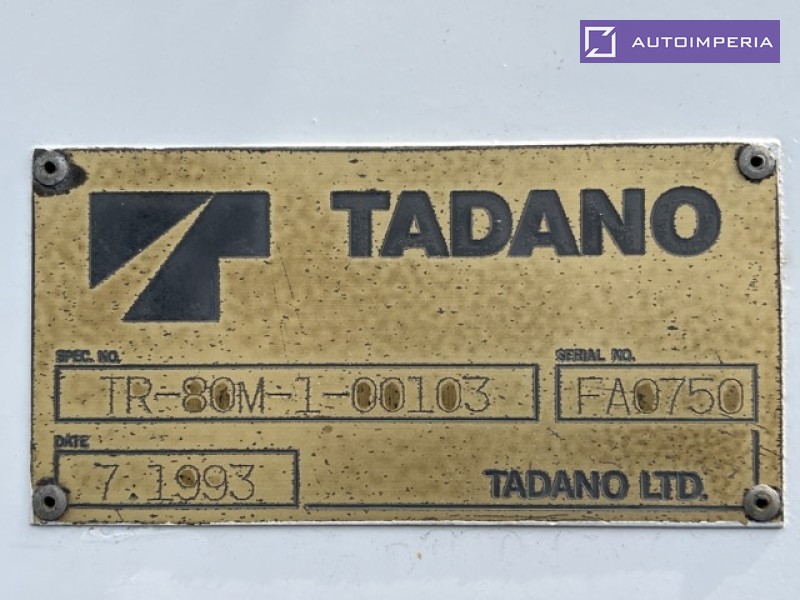 AUTOIMPERIA
TADANO
SPEC. NO. SERIAL NO.
TR-80M-1-00103 FA0750
DATE
7.1993
TADANO LTD.